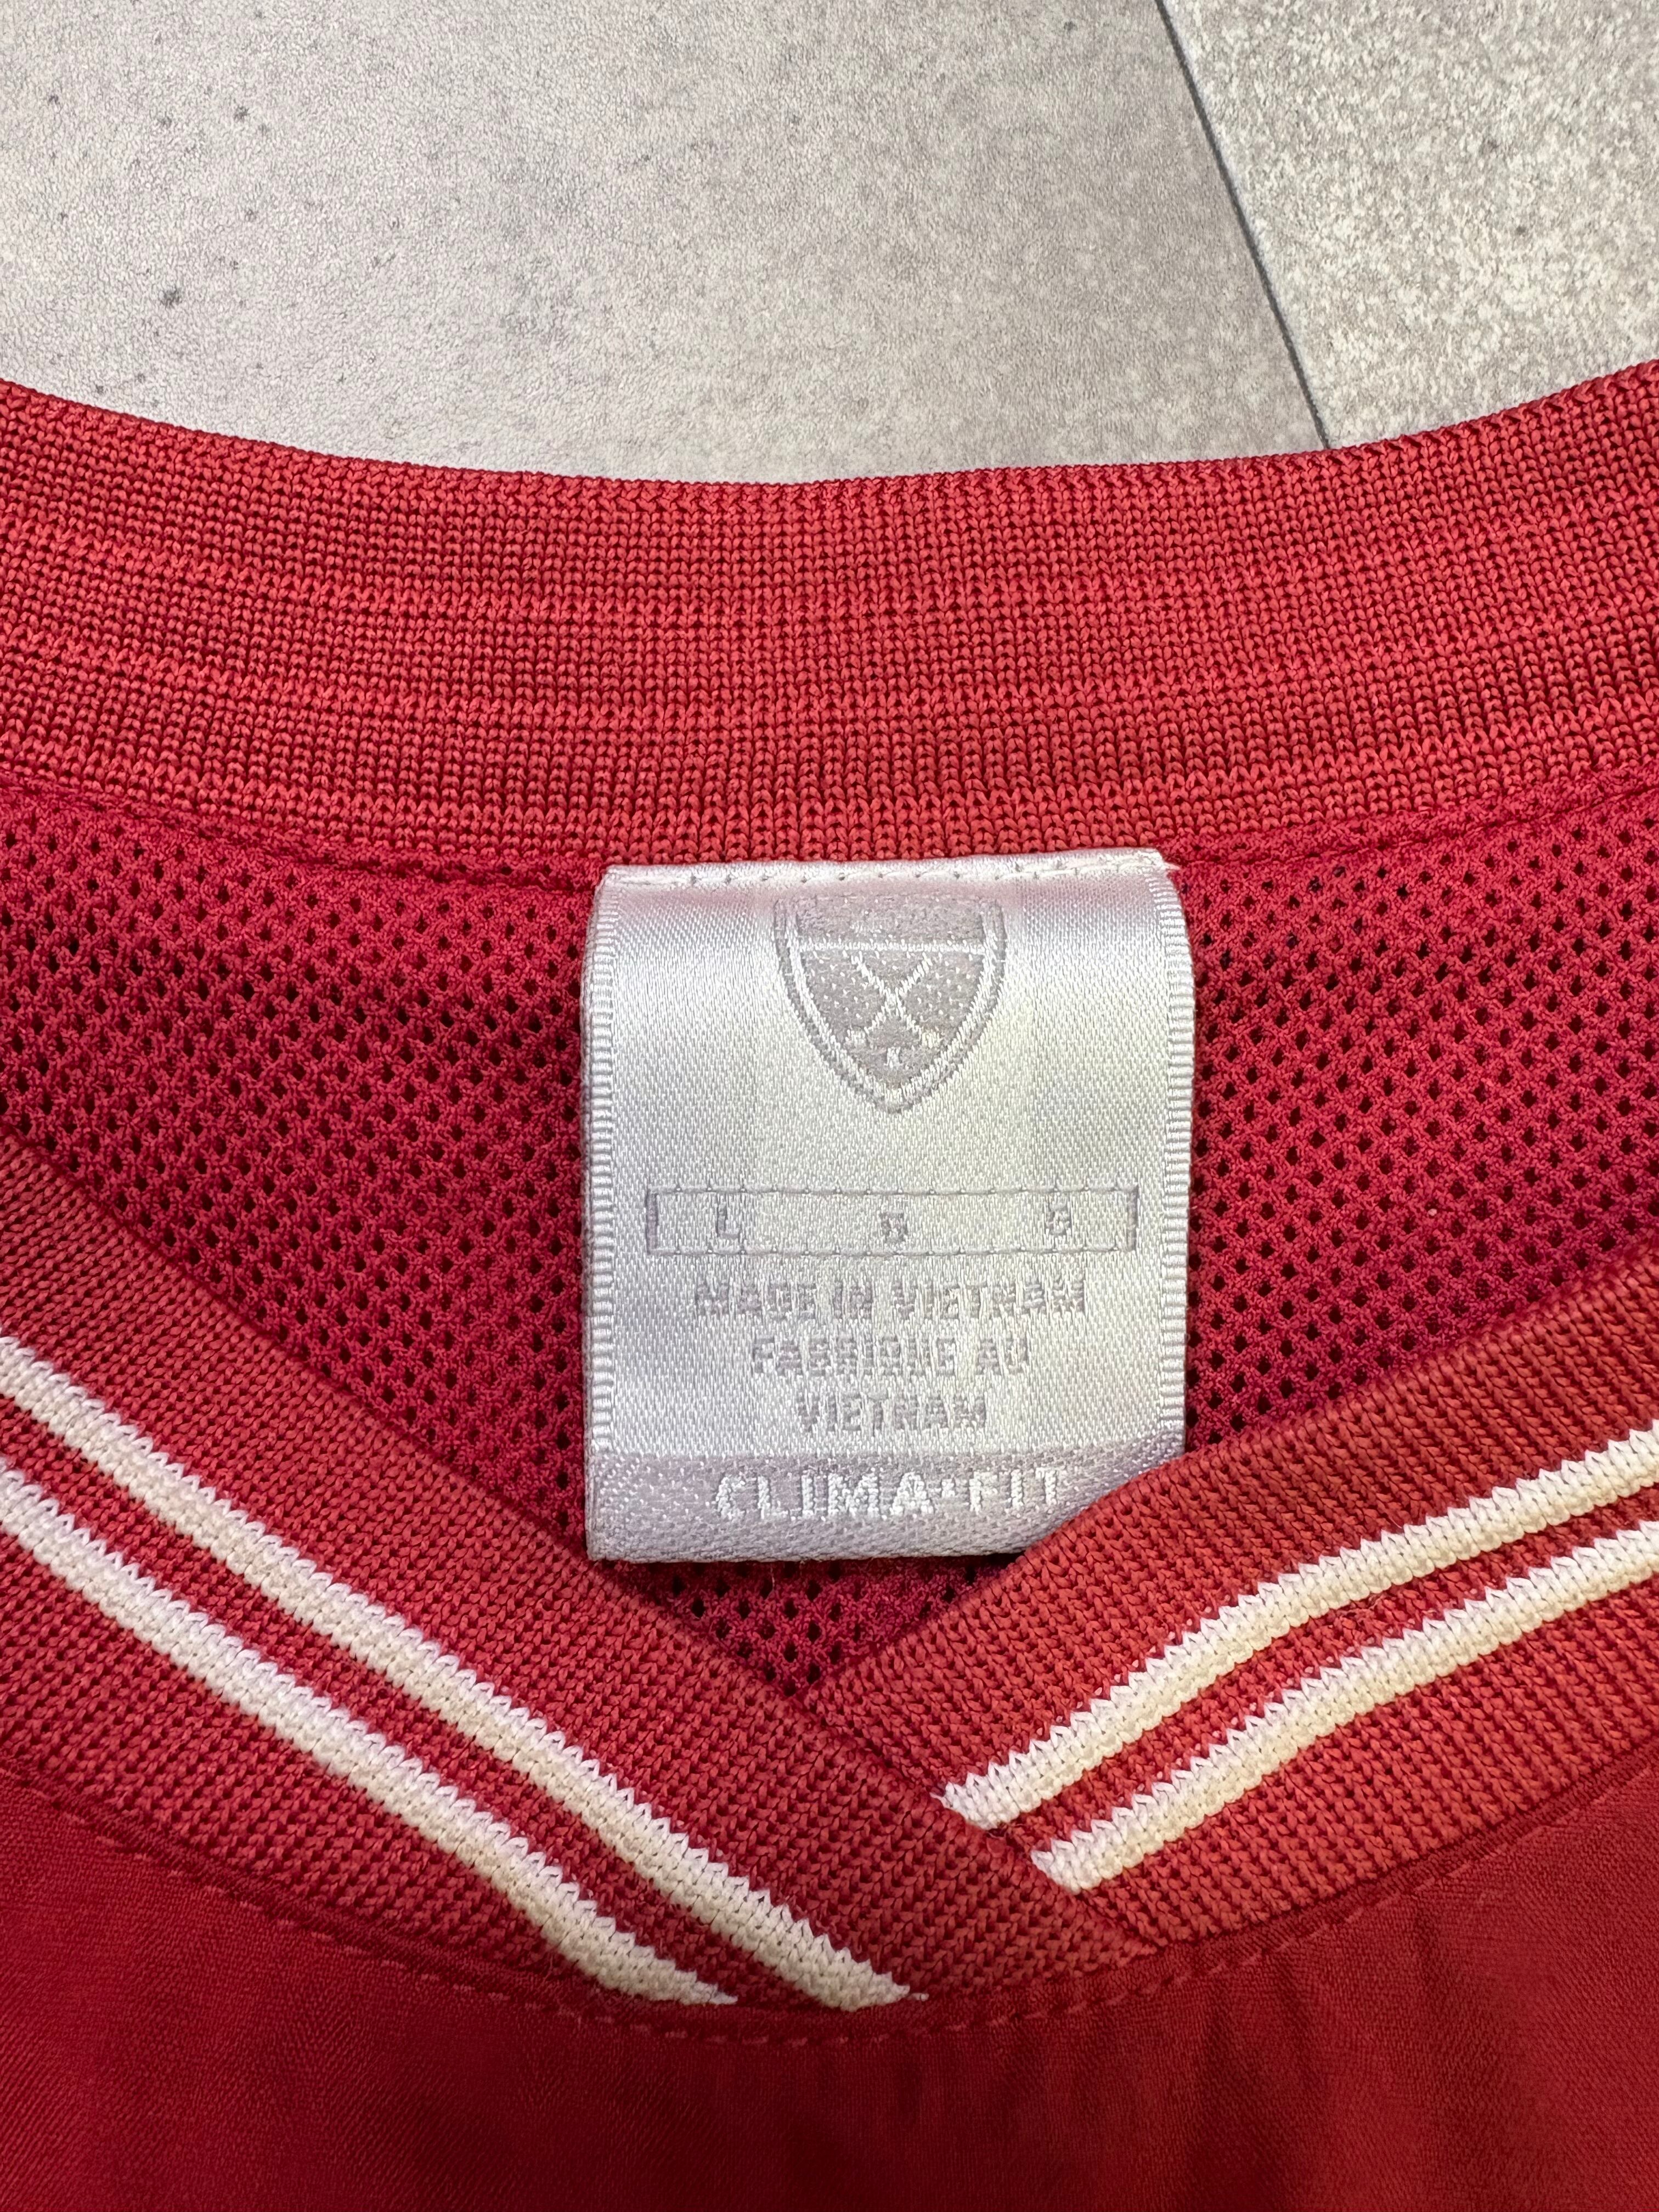 L G G
MADE IN VIETNAM
FABRIQUE AU
VIETNAM
CLIMA•FIT